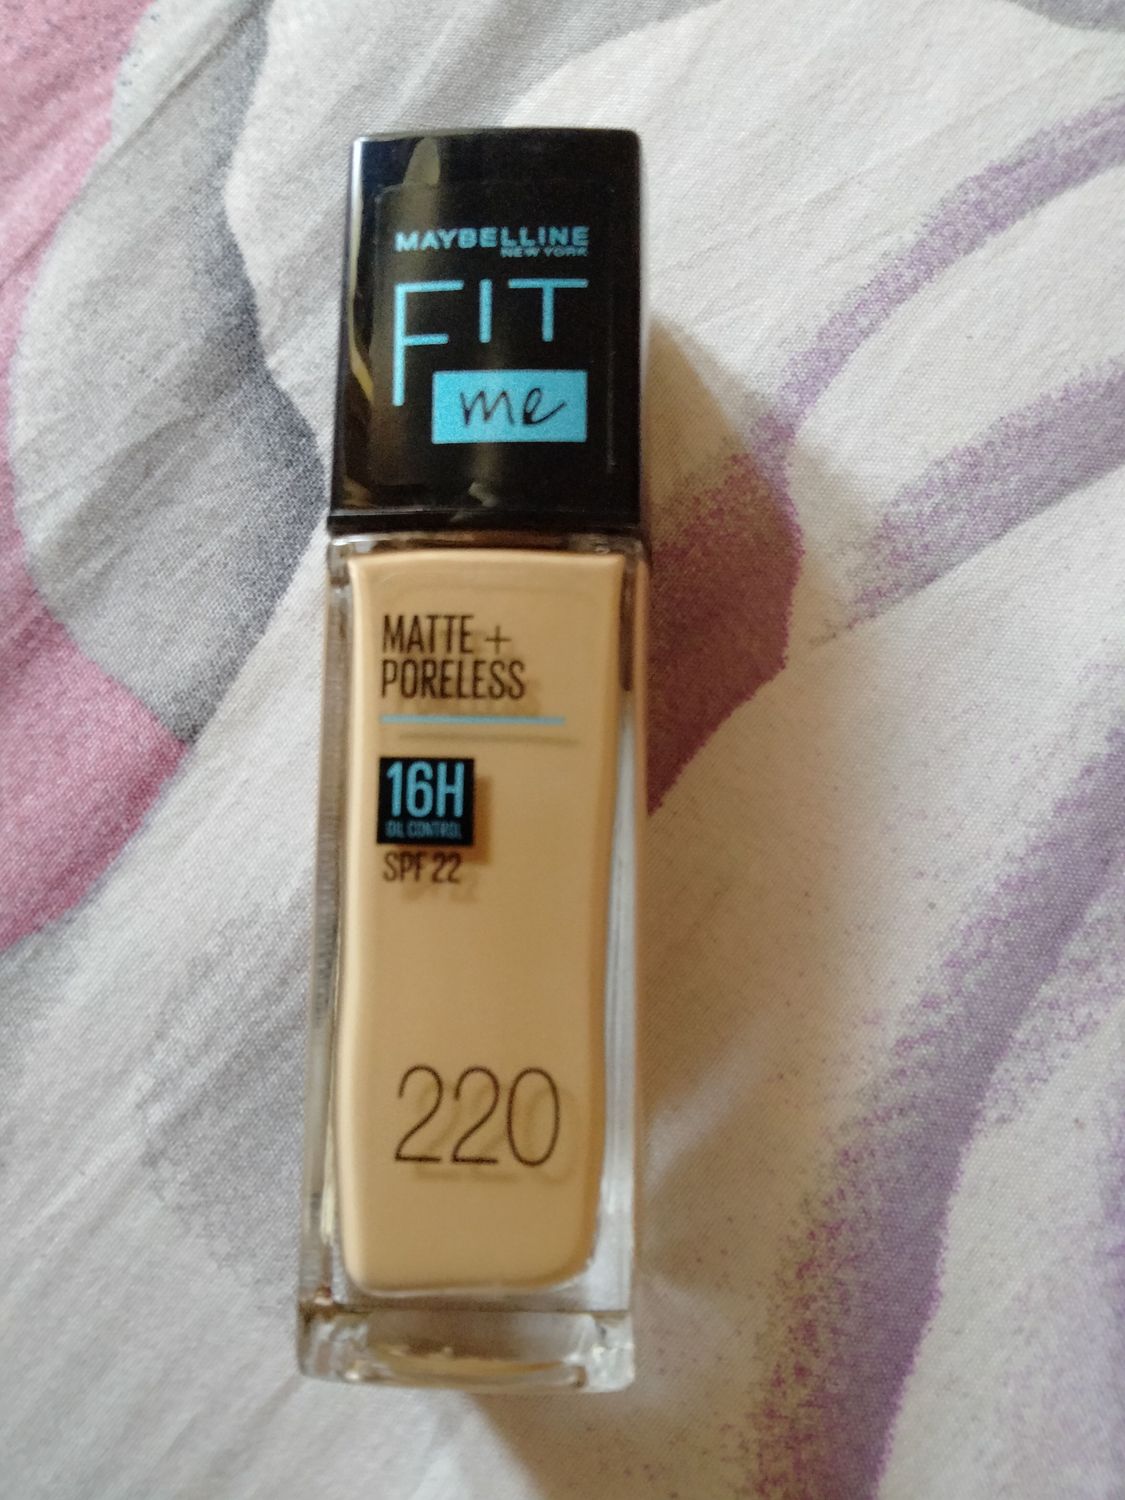 MAYBELLINE
NEW YORK
FIT
me
MATTE +
PORELESS
16H
OIL CONTROL
SPF 22
220